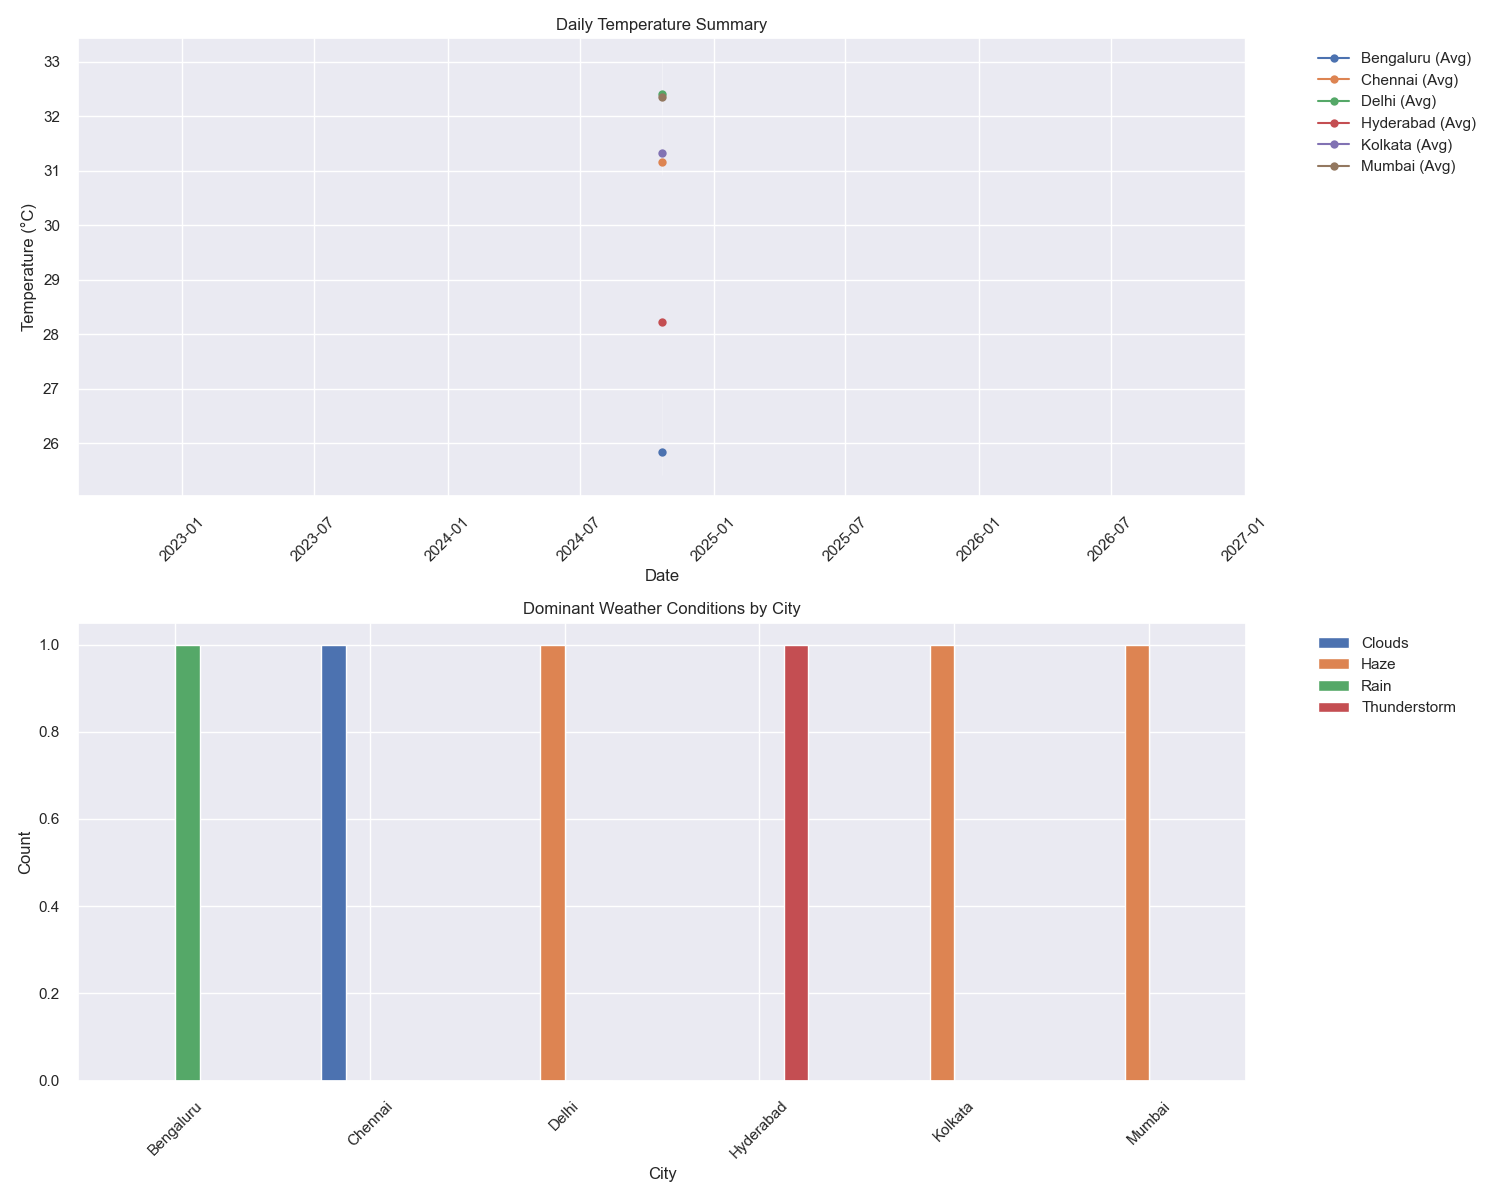 Daily Temperature Summary
33
32
31
30
29
28
27
26
Temperature (°C)
2023-01
2023-07
2024-01
2024-07
2025-01
2025-07
2026-01
2026-07
2027-01
Date
Bengaluru (Avg)
Chennai (Avg)
Delhi (Avg)
Hyderabad (Avg)
Kolkata (Avg)
Mumbai (Avg)
Dominant Weather Conditions by City
1.0
0.8
0.6
0.4
0.2
0.0
Count
Bengaluru
Chennai
Delhi
Hyderabad
Kolkata
Mumbai
City
Clouds
Haze
Rain
Thunderstorm